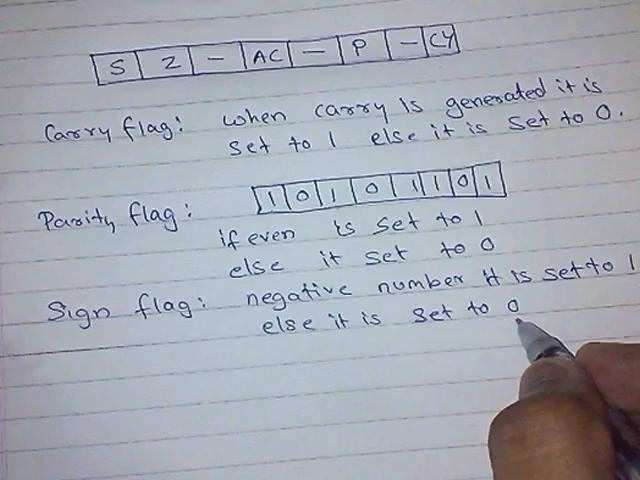 S Z - AC - P - CY
Carry flag: when carry is generated it is
set to 1 else it is set to 0.
1 0 1 0 1 1 0 1
Parity flag:
if even is set to 1
else it set to 0
Sign flag: negative number it is set to 1
else it is set to 0